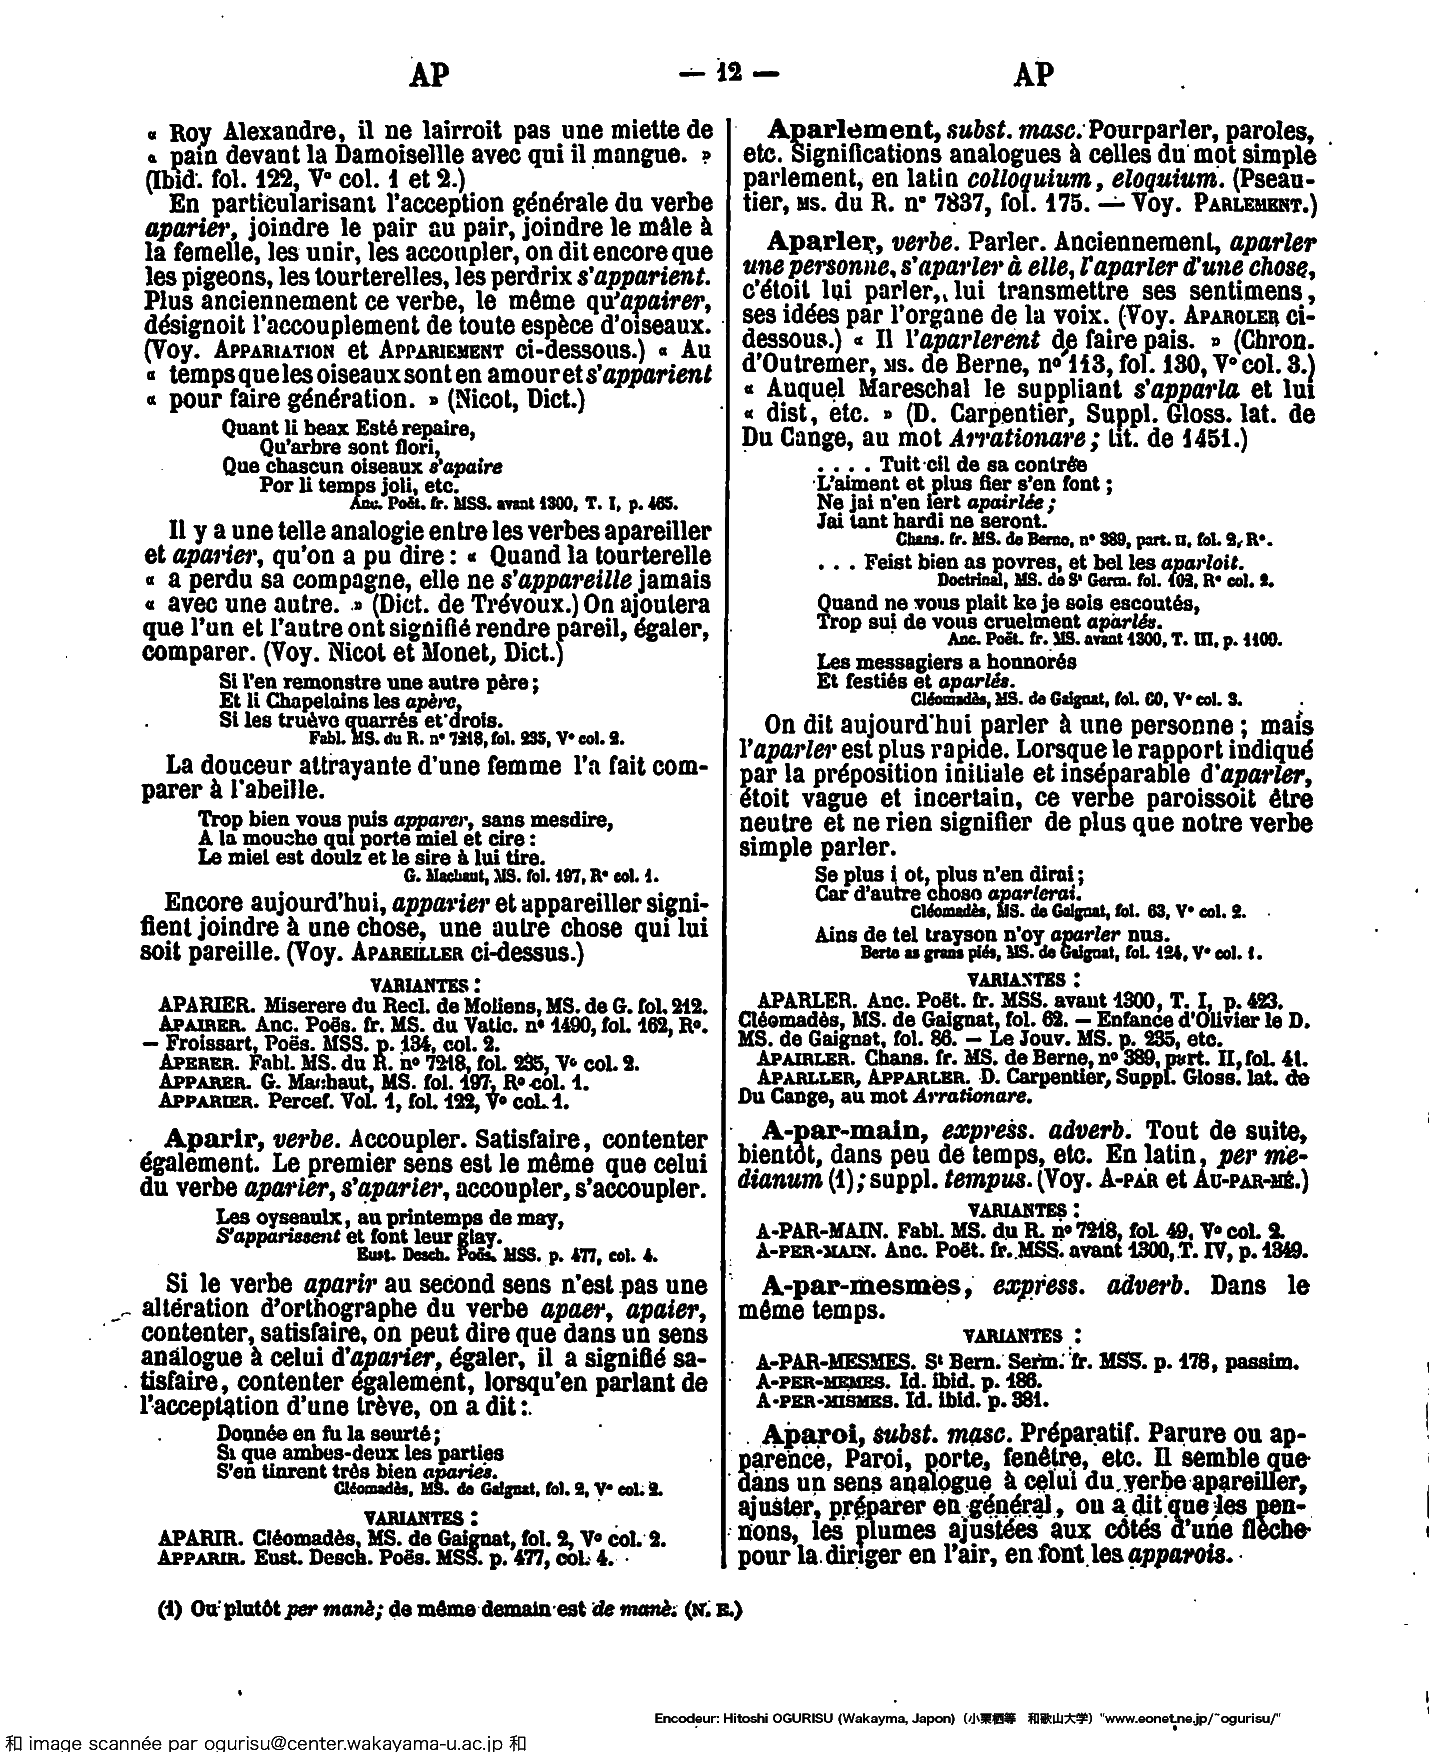 AP — 12 — AP
« Roy Alexandre, il ne lairroit pas une miette de
« pain devant la Damoisellle avec qui il mangue. »
(Ibid. fol. 122, Vº col. 1 et 2.)
En particularisant l'acception générale du verbe
aparier, joindre le pair au pair, joindre le mâle à
la femelle, les unir, les accoupler, on dit encore que
les pigeons, les tourterelles, les perdrix s'apparient.
Plus anciennement ce verbe, le même qu'apairer,
désignoit l'accouplement de toute espèce d'oiseaux.
(Voy. APPARIATION et APPARIEMENT ci-dessous.) « Au
« temps que les oiseaux sont en amour et s'apparient
« pour faire génération. » (Nicot, Dict.)
Quant li beax Esté repaire,
Qu'arbre sont flori,
Que chascun oiseaux s'apaire
Por li temps joli, etc.
Anc. Poët. fr. MSS. avant 1300, T. I, p. 465.
Il y a une telle analogie entre les verbes apareiller
et aparier, qu'on a pu dire : « Quand la tourterelle
« a perdu sa compagne, elle ne s'appareille jamais
« avec une autre. » (Dict. de Trévoux.) On ajoutera
que l'un et l'autre ont signifié rendre pareil, égaler,
comparer. (Voy. Nicot et Monet, Dict.)
Si l'en remonstre une autre père ;
Et li Chapelains les apère,
Si les truève quarrés et drois.
Fabl. MS. du R. nº 7218, fol. 235, Vº col. 2.
La douceur attrayante d'une femme l'a fait com-
parer à l'abeille.
Trop bien vous puis apparer, sans mesdire,
A la mouche qui porte miel et cire :
Le miel est doulz et le sire à lui tire.
G. Machaut, MS. fol. 197, Rº col. 1.
Encore aujourd'hui, apparier et appareiller signi-
fient joindre à une chose, une autre chose qui lui
soit pareille. (Voy. APAREILLER ci-dessus.)
VARIANTES :
APARIER. Miserere du Recl. de Moliens, MS. de G. fol. 212.
APAIRER. Anc. Poës. fr. MS. du Vatic. nº 1490, fol. 162, Rº.
— Froissart, Poës. MSS. p. 134, col. 2.
APERER. Fabl. MS. du R. nº 7218, fol. 235, Vº col. 2.
APPARER. G. Machaut, MS. fol. 197, Rº col. 1.
APPARIER. Percef. Vol. 1, fol. 122, Vº col. 1.
Aparir, verbe. Accoupler. Satisfaire, contenter
également. Le premier sens est le même que celui
du verbe aparier, s'aparier, accoupler, s'accoupler.
Les oyseaulx, au printemps de may,
S'apparissent et font leur glay.
Eust. Desch. Poës. MSS. p. 477, col. 4.
Si le verbe aparir au second sens n'est pas une
altération d'orthographe du verbe apaer, apaier,
contenter, satisfaire, on peut dire que dans un sens
analogue à celui d'aparier, égaler, il a signifié sa-
tisfaire, contenter également, lorsqu'en parlant de
l'acceptation d'une trève, on a dit :
Donnée en fu la seurté ;
Si que ambes-deux les parties
S'en tinrent très bien aparies.
Cléomadès, MS. de Gaignat, fol. 2, Vº col. 2.
VARIANTES :
APARIR. Cléomadès, MS. de Gaignat, fol. 2, Vº col. 2.
APPARIR. Eust. Desch. Poës. MSS. p. 477, col. 4.
Aparlement, subst. masc. Pourparler, paroles,
etc. Significations analogues à celles du mot simple
parlement, en latin colloquium, eloquium. (Pseau-
tier, MS. du R. nº 7837, fol. 175. — Voy. PARLEMENT.)
Aparler, verbe. Parler. Anciennement, aparler
une personne, s'aparler à elle, l'aparler d'une chose,
c'étoit lui parler, lui transmettre ses sentimens,
ses idées par l'organe de la voix. (Voy. APAROLER ci-
dessous.) « Il l'aparlerent de faire pais. » (Chron.
d'Outremer, MS. de Berne, nº 113, fol. 130, Vº col. 3.)
« Auquel Mareschal le suppliant s'apparla et lui
« dist, etc. » (D. Carpentier, Suppl. Gloss. lat. de
Du Cange, au mot Arrationare ; tit. de 1451.)
. . . . Tuit cil de sa contrée
L'aiment et plus fier s'en font ;
Ne jai n'en iert apairlée ;
Jai tant hardi ne seront.
Chans. fr. MS. de Berne, nº 389, part. II, fol. 2, Rº.
. . . Feist bien as povres, et bel les aparloit.
Doctrinal, MS. de Sᵗ Germ. fol. 102, Rº col. 2.
Quand ne vous plait ke je sois escoutés,
Trop sui de vous cruelment aparlés.
Anc. Poët. fr. MS. avant 1300, T. III, p. 1109.
Les messagiers a honnorés
Et festiés et aparlés.
Cléomadès, MS. de Gaignat, fol. 60, Vº col. 3.
On dit aujourd'hui parler à une personne ; mais
l'aparler est plus rapide. Lorsque le rapport indiqué
par la préposition initiale et inséparable d'aparler,
étoit vague et incertain, ce verbe paroissoit être
neutre et ne rien signifier de plus que notre verbe
simple parler.
Se plus i ot, plus n'en dirai ;
Car d'autre chose aparlerai.
Cléomadès, MS. de Gaignat, fol. 63, Vº col. 2.
Ains de tel trayson n'oy aparler nus.
Berte as grans piés, MS. de Gaignat, fol. 124, Vº col. 1.
VARIANTES :
APARLER. Anc. Poët. fr. MSS. avant 1300, T. I, p. 423.
Cléomadès, MS. de Gaignat, fol. 62. — Enfance d'Olivier le D.
MS. de Gaignat, fol. 86. — Le Jouv. MS. p. 235, etc.
APAIRLER. Chans. fr. MS. de Berne, nº 389, part. II, fol. 41.
APARLLER, APPARLER. D. Carpentier, Suppl. Gloss. lat. de
Du Cange, au mot Arrationare.
A-par-main, express. adverb. Tout de suite,
bientôt, dans peu de temps, etc. En latin, per me-
dianum (1) ; suppl. tempus. (Voy. A-PAR et AU-PAR-MÈ.)
VARIANTES :
A-PAR-MAIN. Fabl. MS. du R. nº 7218, fol. 49, Vº col. 2.
A-PER-MAIN. Anc. Poët. fr. MSS. avant 1300, T. IV, p. 1349.
A-par-mesmes, express. adverb. Dans le
même temps.
VARIANTES :
A-PAR-MESMES. Sᵗ Bern. Serm. fr. MSS. p. 178, passim.
A-PER-MEMES. Id. ibid. p. 186.
A-PER-MISMES. Id. ibid. p. 381.
Aparoi, subst. masc. Préparatif. Parure ou ap-
parence, Paroi, porte, fenêtre, etc. Il semble que
dans un sens analogue à celui du verbe apareiller,
ajuster, préparer en général, ou a dit que les pen-
nons, les plumes ajustées aux côtés d'une flèche
pour la diriger en l'air, en font les apparois.
(1) Ou plutôt per manè ; de même demain est de manè. (N. E.)
Encodeur: Hitoshi OGURISU (Wakayma, Japon) (小栗栖等 和歌山大学) "www.eonet.ne.jp/~ogurisu/"
和 image scannée par ogurisu@center.wakayama-u.ac.jp 和